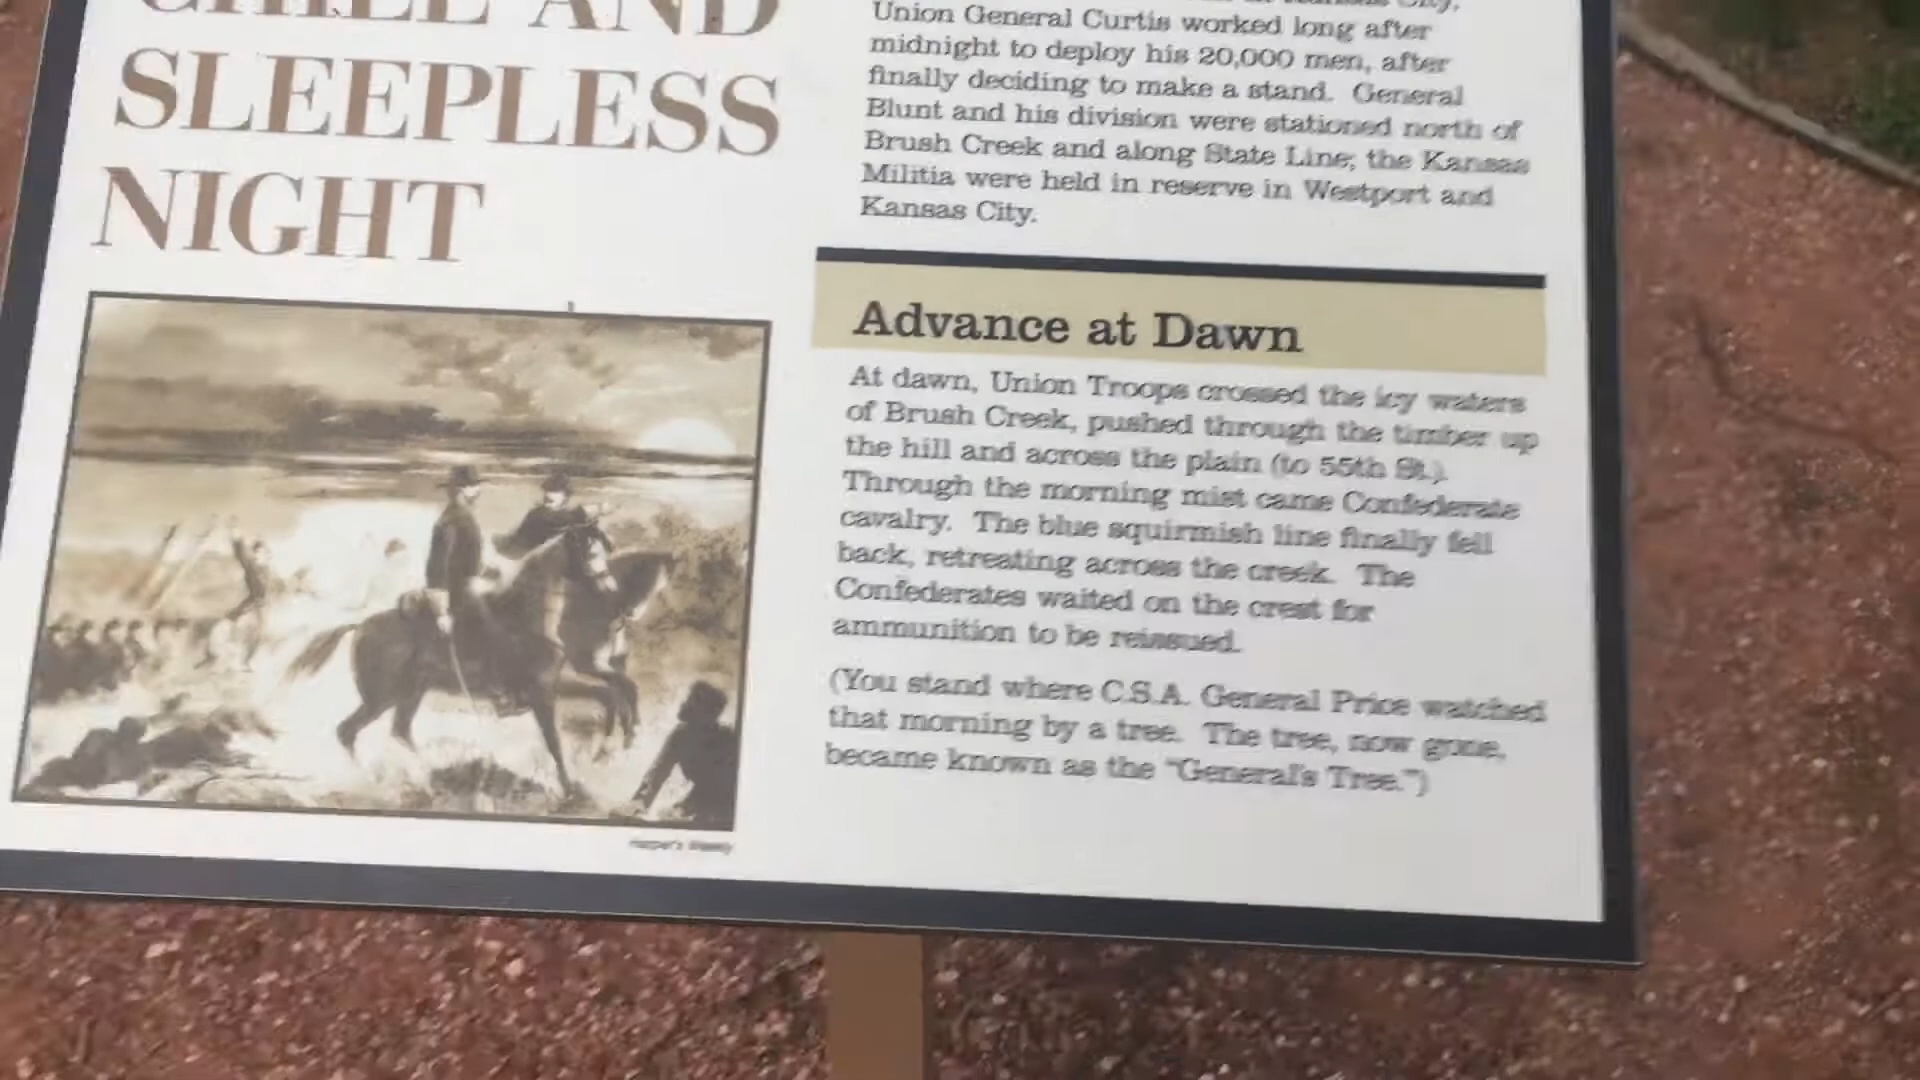 AND
SLEEPLESS
NIGHT
Union General Curtis worked long after
midnight to deploy his 20,000 men, after
finally deciding to make a stand. General
Blunt and his division were stationed north of
Brush Creek and along State Line; the Kansas
Militia were held in reserve in Westport and
Kansas City.
Advance at Dawn
At dawn, Union Troops crossed the icy waters
of Brush Creek, pushed through the timber up
the hill and across the plain (to 55th St.).
Through the morning mist came Confederate
cavalry. The blue squirmish line finally fell
back, retreating across the creek. The
Confederates waited on the crest for
ammunition to be reissued.
(You stand where C.S.A. General Price watched
that morning by a tree. The tree, now gone,
became known as the "General's Tree.")
Harper's Weekly